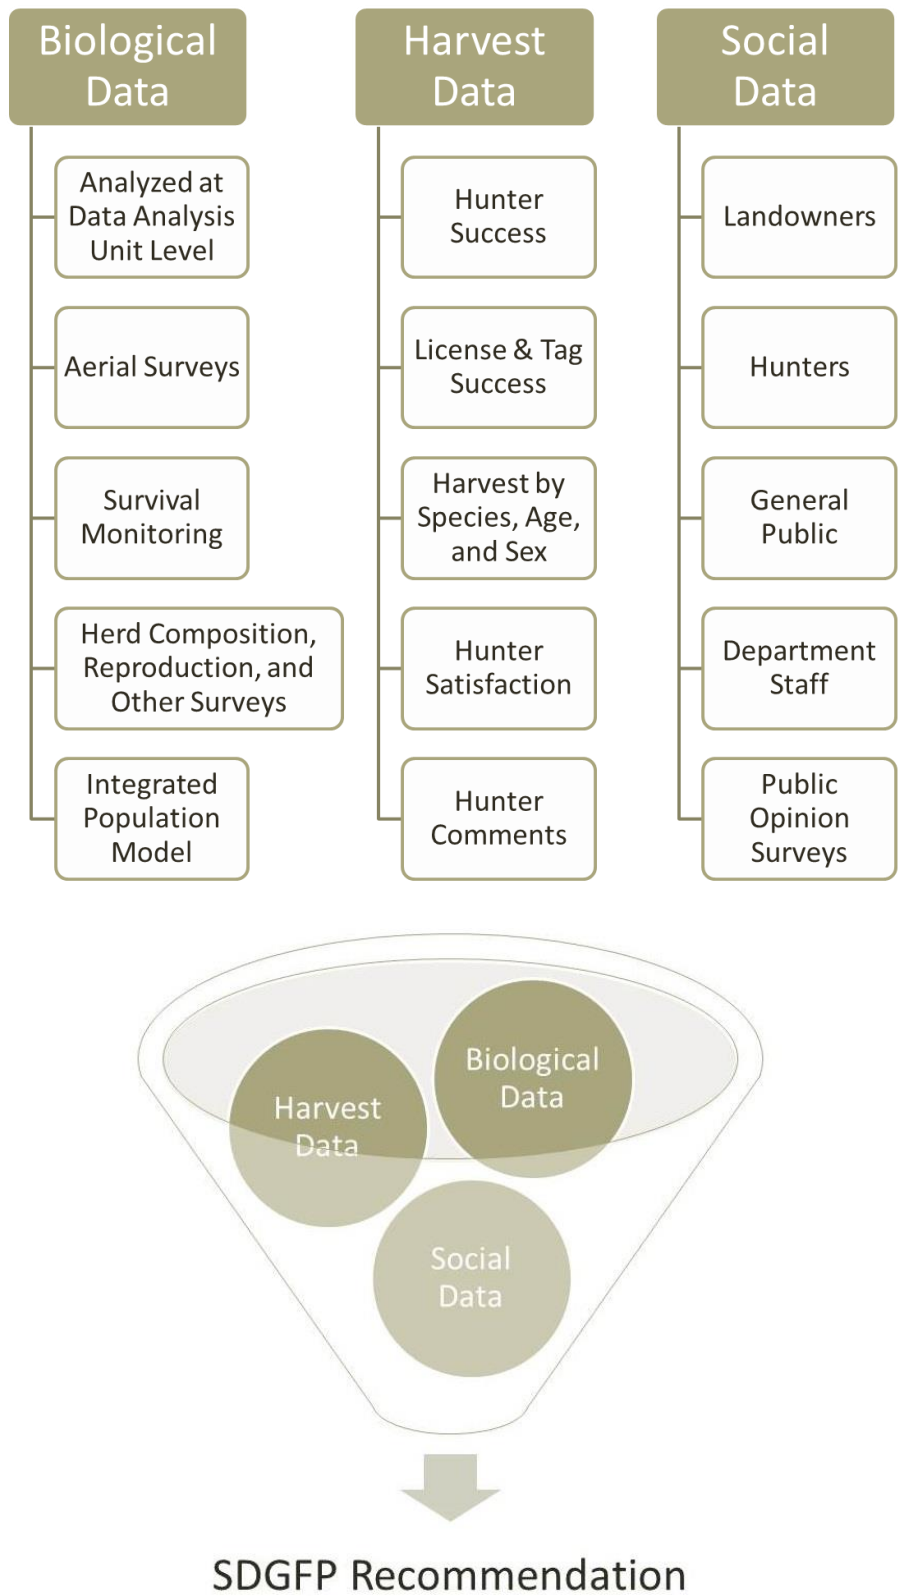 Biological
Data
Analyzed at
Data Analysis
Unit Level
Aerial Surveys
Survival
Monitoring
Herd Composition,
Reproduction, and
Other Surveys
Integrated
Population
Model
Harvest
Data
Hunter
Success
License & Tag
Success
Harvest by
Species, Age,
and Sex
Hunter
Satisfaction
Hunter
Comments
Social
Data
Landowners
Hunters
General
Public
Department
Staff
Public
Opinion
Surveys
Biological
Data
Harvest
Data
Social
Data
SDGFP Recommendation